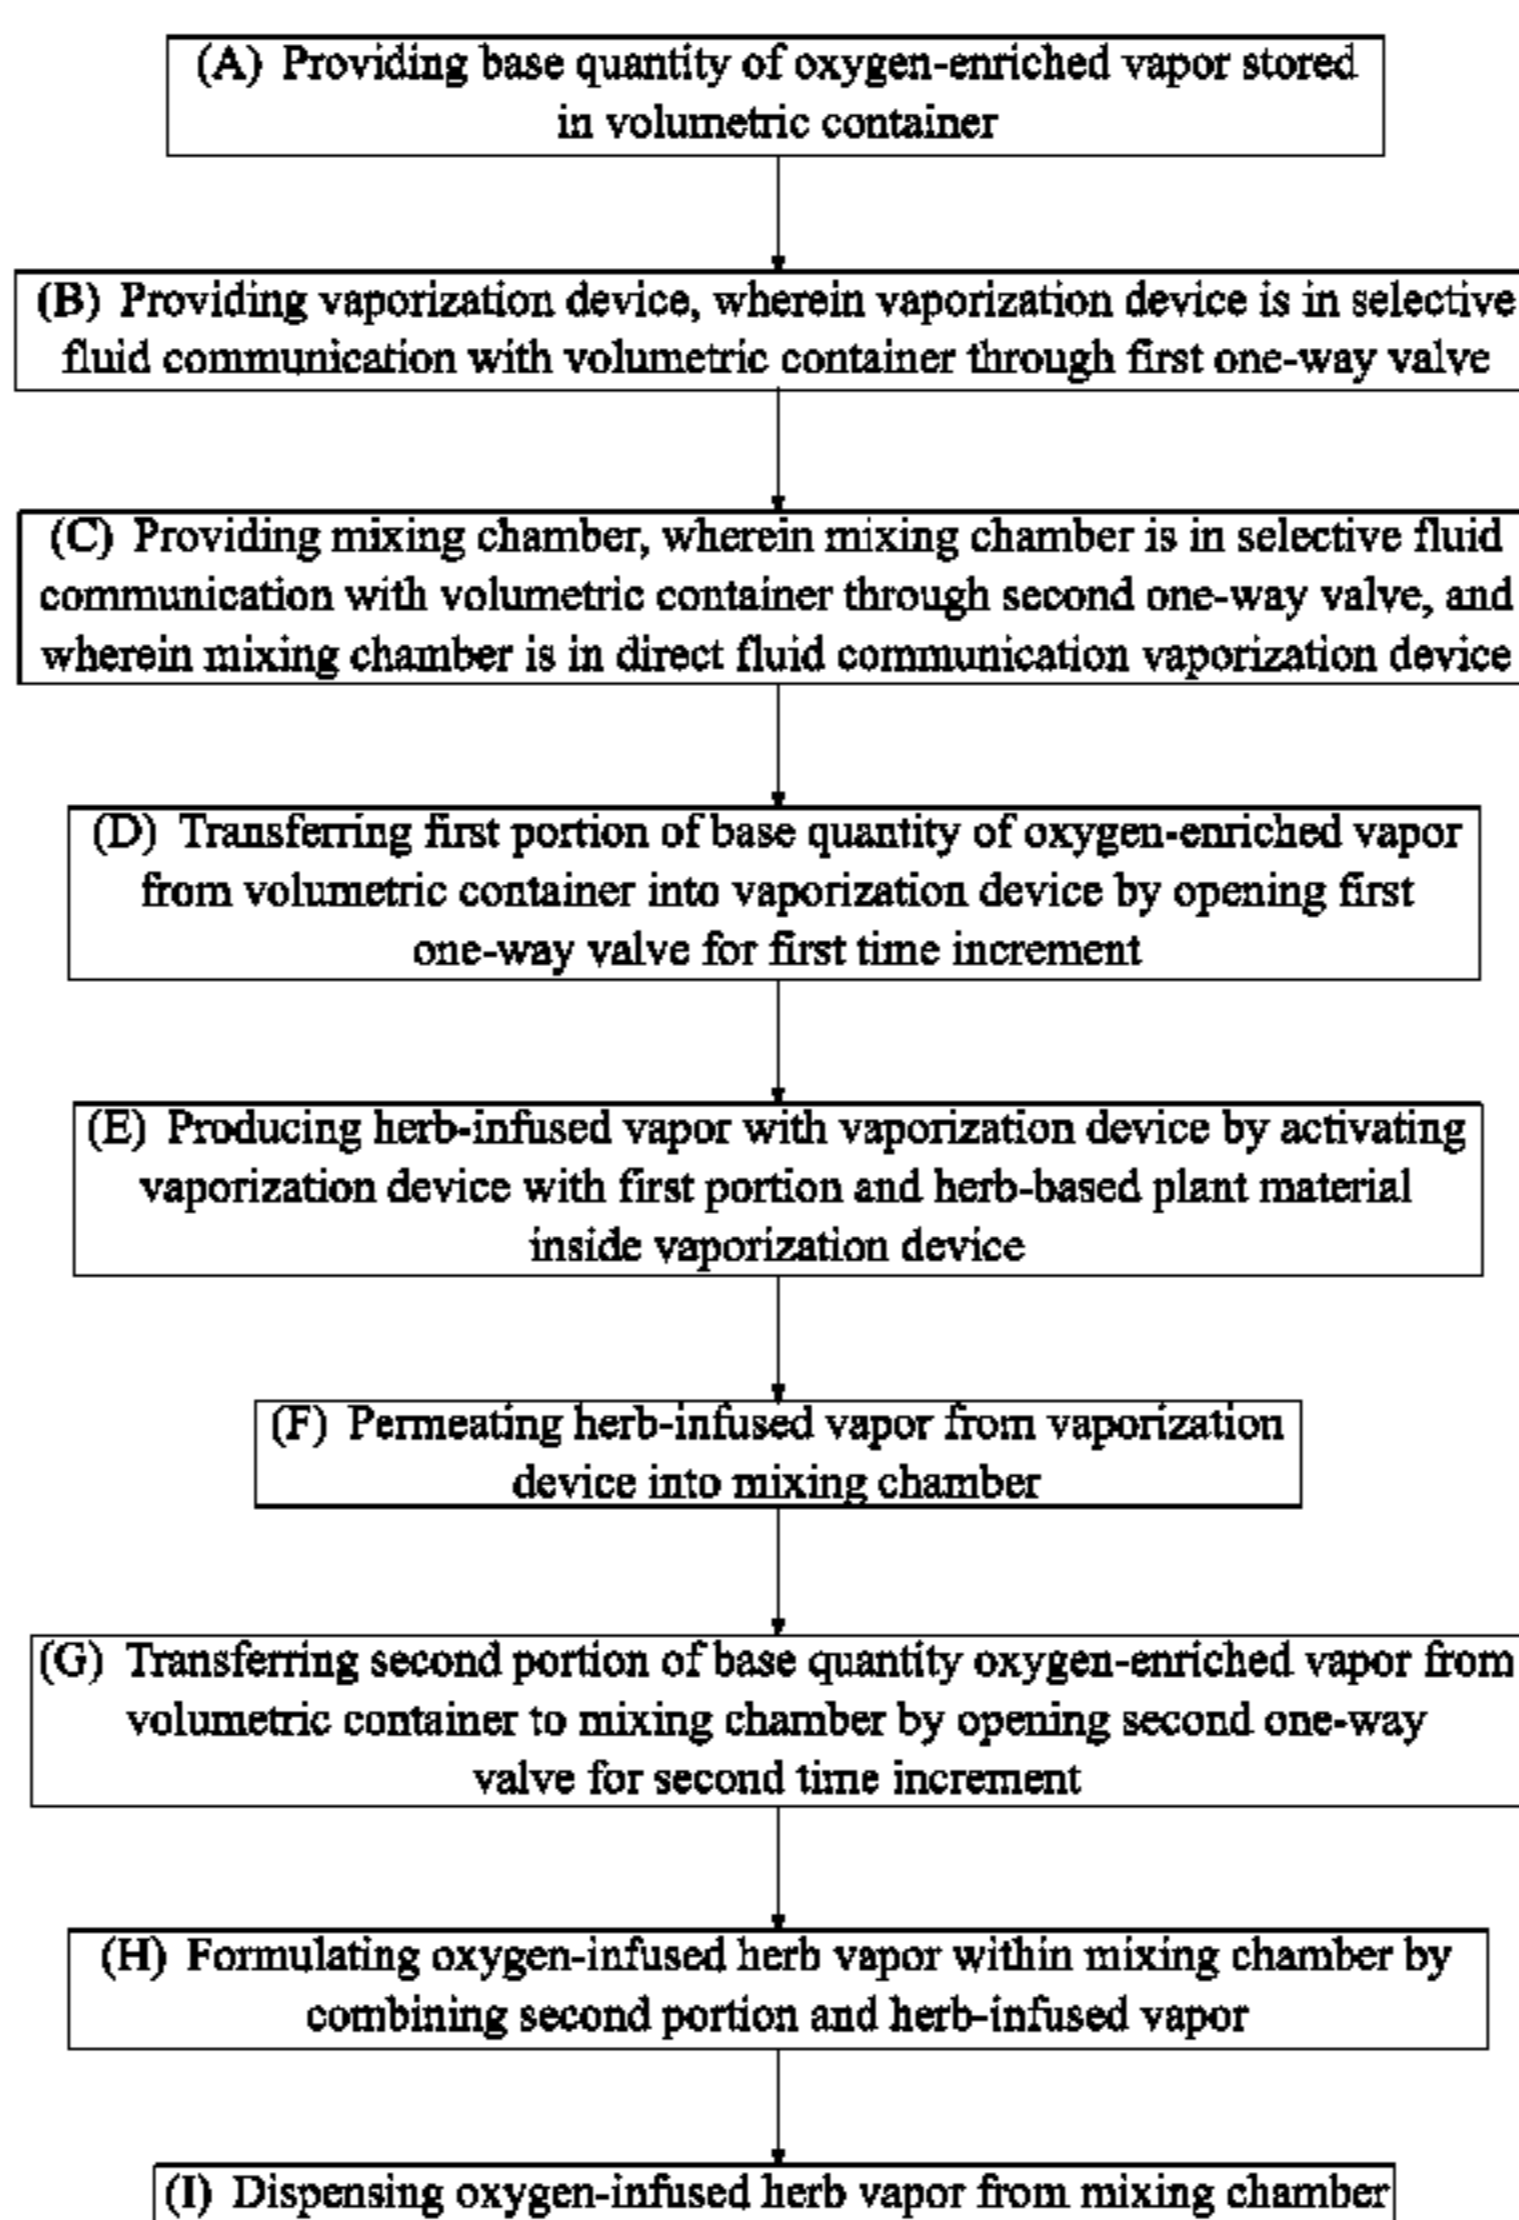 (A) Providing base quantity of oxygen-enriched vapor stored
in volumetric container
(B) Providing vaporization device, wherein vaporization device is in selective
fluid communication with volumetric container through first one-way valve
(C) Providing mixing chamber, wherein mixing chamber is in selective fluid
communication with volumetric container through second one-way valve, and
wherein mixing chamber is in direct fluid communication vaporization device
(D) Transferring first portion of base quantity of oxygen-enriched vapor
from volumetric container into vaporization device by opening first
one-way valve for first time increment
(E) Producing herb-infused vapor with vaporization device by activating
vaporization device with first portion and herb-based plant material
inside vaporization device
(F) Permeating herb-infused vapor from vaporization
device into mixing chamber
(G) Transferring second portion of base quantity oxygen-enriched vapor from
volumetric container to mixing chamber by opening second one-way
valve for second time increment
(H) Formulating oxygen-infused herb vapor within mixing chamber by
combining second portion and herb-infused vapor
(I) Dispensing oxygen-infused herb vapor from mixing chamber